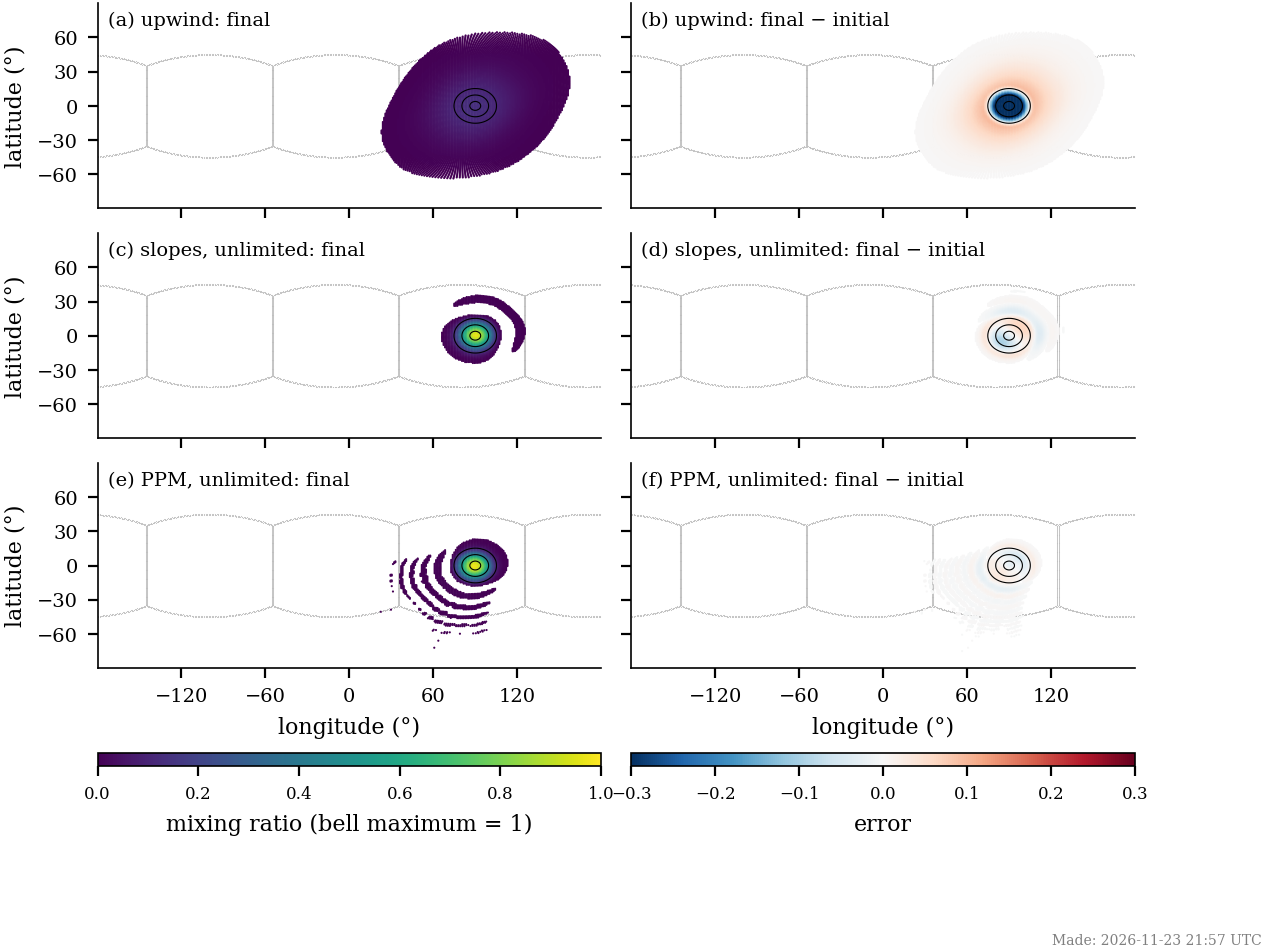 (a) upwind: final
(b) upwind: final − initial
latitude (°)
60
30
0
−30
−60
(c) slopes, unlimited: final
(d) slopes, unlimited: final − initial
latitude (°)
60
30
0
−30
−60
(e) PPM, unlimited: final
(f) PPM, unlimited: final − initial
latitude (°)
60
30
0
−30
−60
−120 −60 0 60 120
−120 −60 0 60 120
longitude (°)
longitude (°)
0.0 0.2 0.4 0.6 0.8 1.0
−0.3 −0.2 −0.1 0.0 0.1 0.2 0.3
mixing ratio (bell maximum = 1)
error
Made: 2026-11-23 21:57 UTC